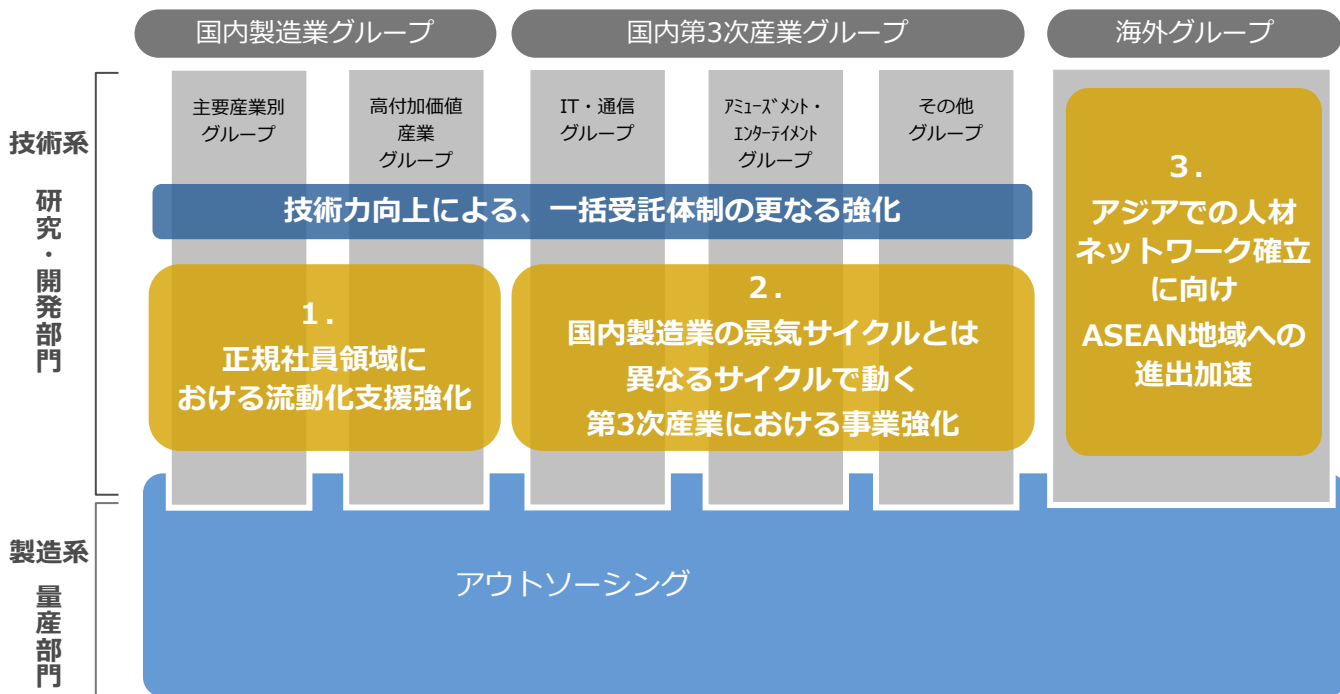 国内製造業グループ
国内第3次産業グループ
海外グループ
主要産業別
グループ
高付加価値
産業
グループ
IT・通信
グループ
ｱﾐｭｰｽﾞﾒﾝﾄ・
ｴﾝﾀｰﾃｲﾒﾝﾄ
グループ
その他
グループ
技術系
研究・開発部門
技術力向上による、一括受託体制の更なる強化
1．
正規社員領域に
おける流動化支援強化
2．
国内製造業の景気サイクルとは
異なるサイクルで動く
第3次産業における事業強化
3．
アジアでの人材
ネットワーク確立
に向け
ASEAN地域への
進出加速
製造系
量産部門
アウトソーシング